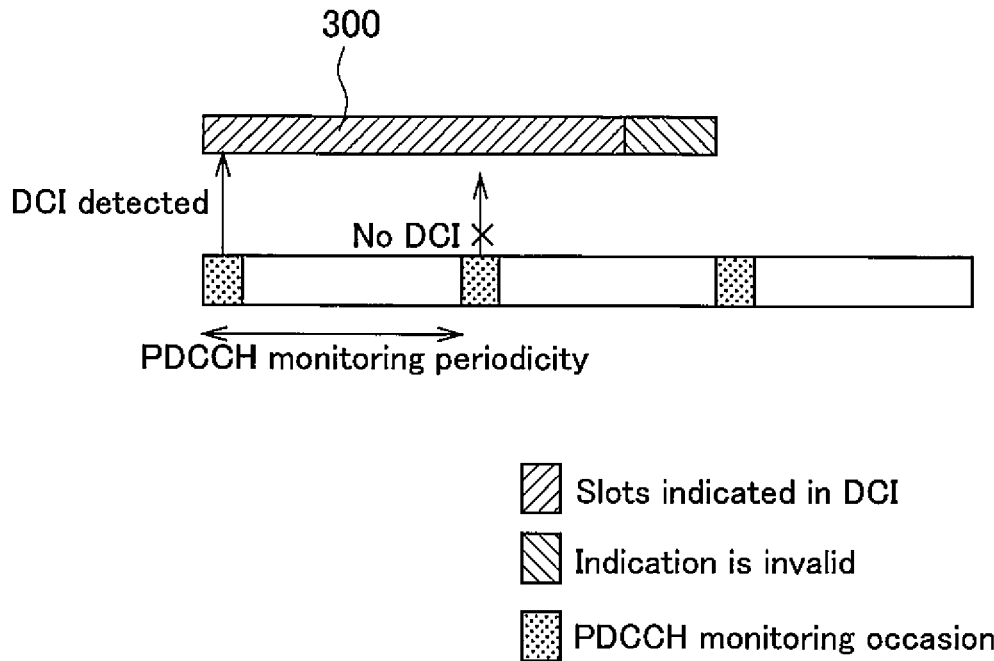 300
DCI detected
No DCI
PDCCH monitoring periodicity
Slots indicated in DCI
Indication is invalid
PDCCH monitoring occasion